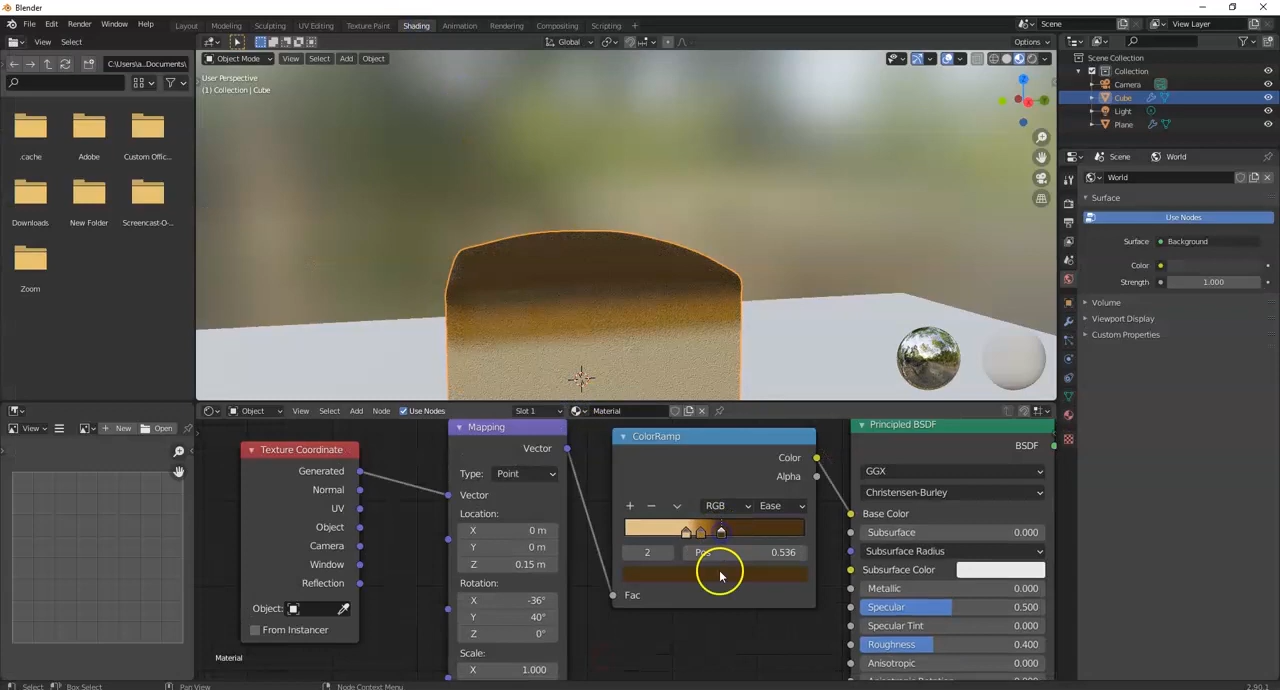 Blender
File Edit Render Window Help Layout Modeling Sculpting UV Editing Texture Paint Shading Animation Rendering Compositing Scripting + Scene View Layer
View Select Global Options
C:\Users\a...Documents\ Object Mode View Select Add Object
User Perspective
(1) Collection | Cube
Scene Collection
Collection
Camera
Cube
Light
Plane
.cache Adobe Custom Offic...
Downloads New Folder Screencast-O-...
Zoom
Scene World
World
Surface
Use Nodes
Surface Background
Color
Strength 1.000
Volume
Viewport Display
Custom Properties
Object View Select Add Node Use Nodes Slot 1 Material
View New Open
Texture Coordinate
Generated
Normal
UV
Object
Camera
Window
Reflection
Object:
From Instancer
Material
Mapping
Vector
Type: Point
Vector
Location:
X 0 m
Y 0 m
Z 0.15 m
Rotation:
X -36°
Y 40°
Z 0°
Scale:
X 1.000
ColorRamp
Color
Alpha
RGB Ease
2 Pos 0.536
Fac
Principled BSDF
BSDF
GGX
Christensen-Burley
Base Color
Subsurface 0.000
Subsurface Radius
Subsurface Color
Metallic 0.000
Specular 0.500
Specular Tint 0.000
Roughness 0.400
Anisotropic 0.000
Anisotropic Rotation 0.000
Select Box Select Pan View Node Context Menu 2.90.1